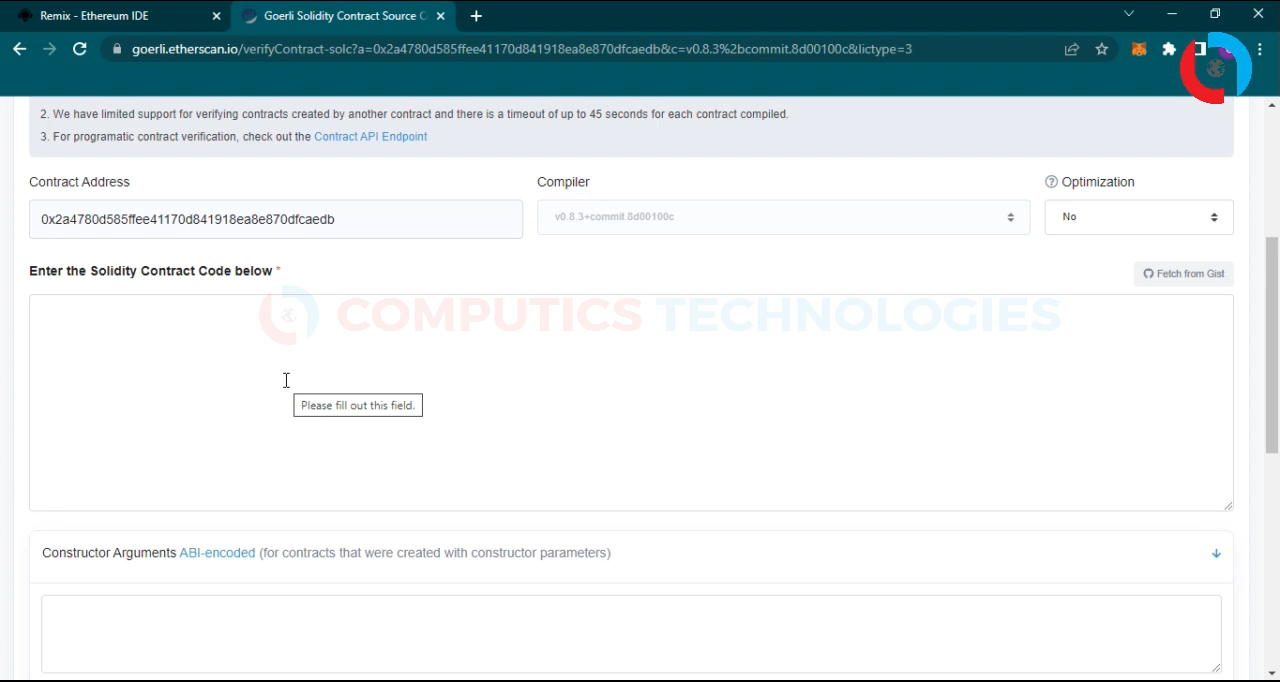 Remix - Ethereum IDE
Goerli Solidity Contract Source C
goerli.etherscan.io/verifyContract-solc?a=0x2a4780d585ffee41170d841918ea8e870dfcaedb&c=v0.8.3%2bcommit.8d00100c&lictype=3
2. We have limited support for verifying contracts created by another contract and there is a timeout of up to 45 seconds for each contract compiled.
3. For programatic contract verification, check out the Contract API Endpoint
Contract Address
Compiler
Optimization
0x2a4780d585ffee41170d841918ea8e870dfcaedb
v0.8.3+commit.8d00100c
No
Enter the Solidity Contract Code below *
Fetch from Gist
COMPUTICS TECHNOLOGIES
Please fill out this field.
Constructor Arguments ABI-encoded (for contracts that were created with constructor parameters)